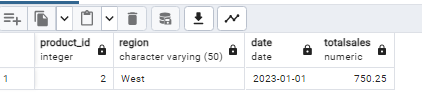 product_id region date totalsales
integer character varying (50) date numeric
1 2 West 2023-01-01 750.25